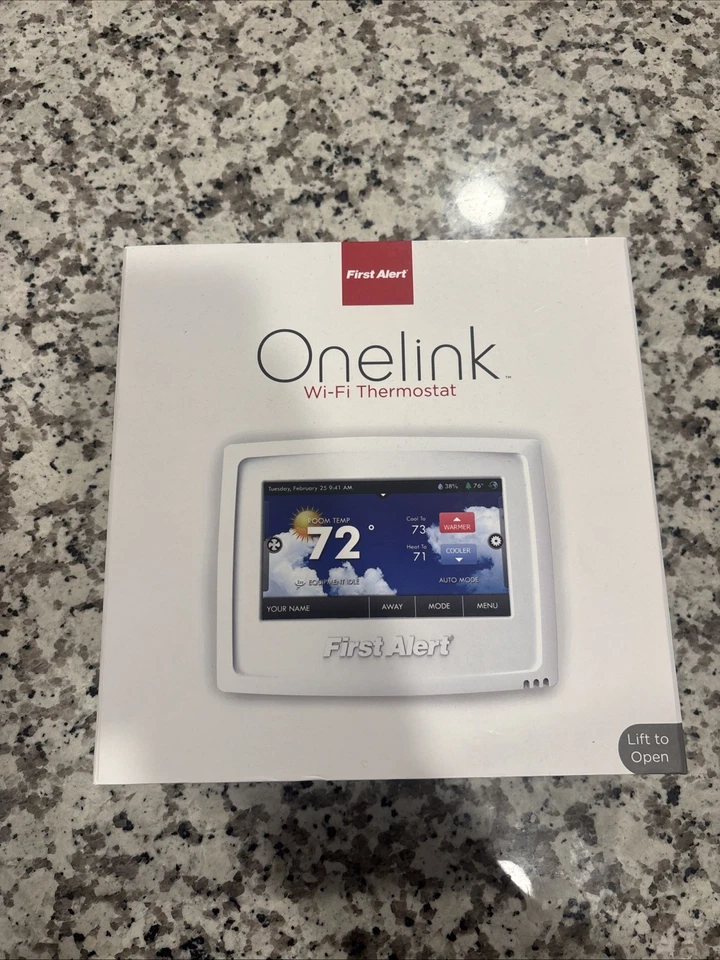 First Alert
Onelink™
Wi-Fi Thermostat
Tuesday, February 25 9:41 AM 38% 76°
ROOM TEMP
72°
Cool To
73
WARMER
Heat To
71
COOLER
EQUIPMENT IDLE
AUTO MODE
YOUR NAME AWAY MODE MENU
First Alert®
Lift to
Open